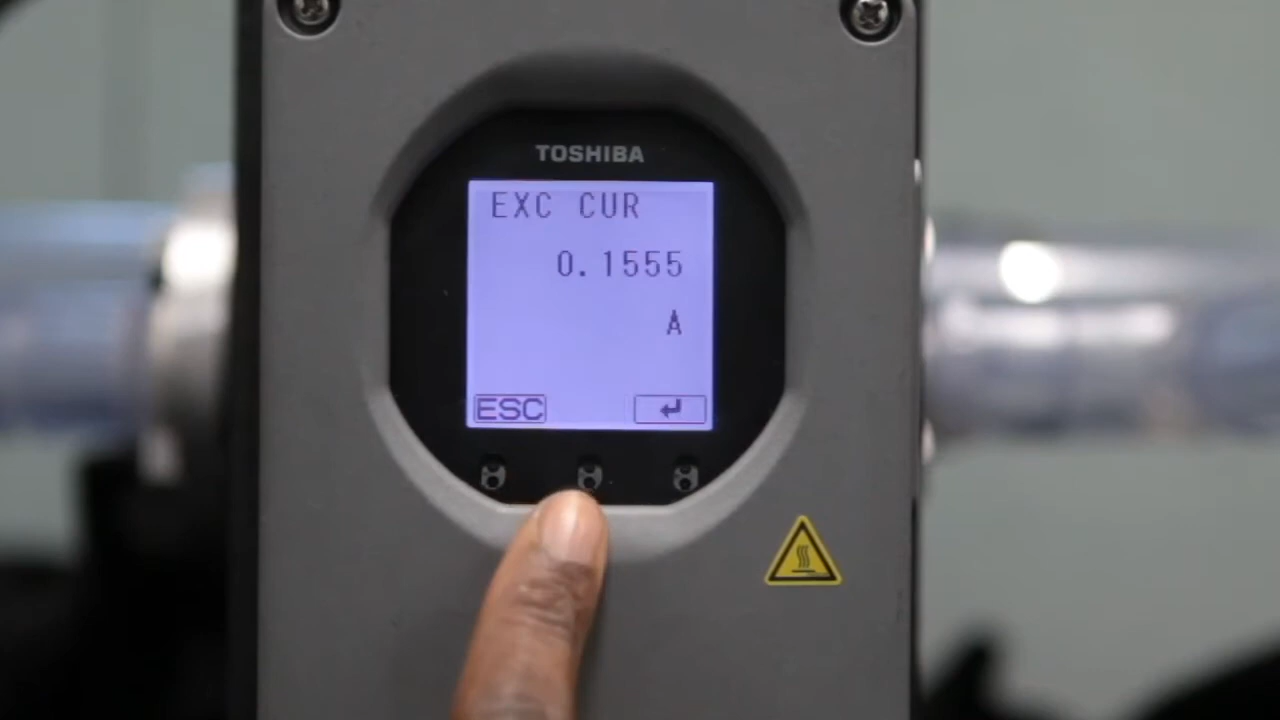 TOSHIBA
EXC CUR
0.1555
A
ESC ↵